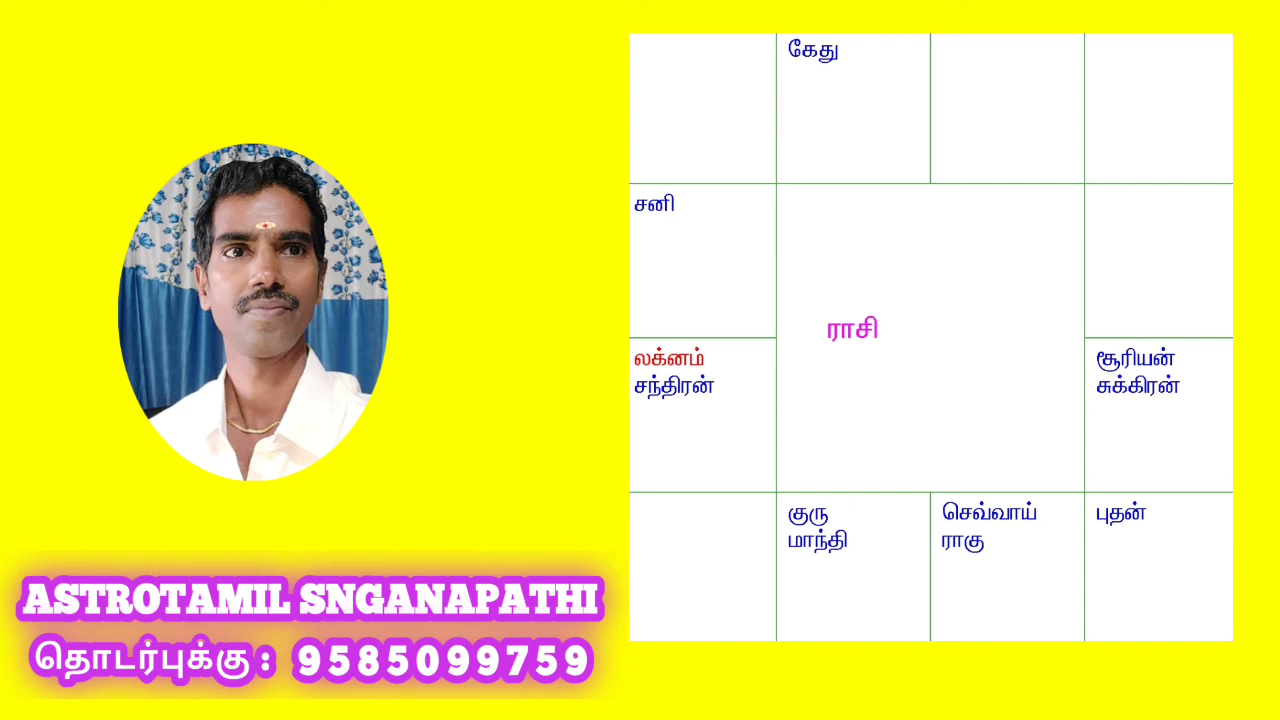 கேது
சனி
ராசி
லக்னம்
சந்திரன்
சூரியன்
சுக்கிரன்
குரு
மாந்தி
செவ்வாய்
ராகு
புதன்
ASTROTAMIL SNGANAPATHI
தொடர்புக்கு : 9585099759